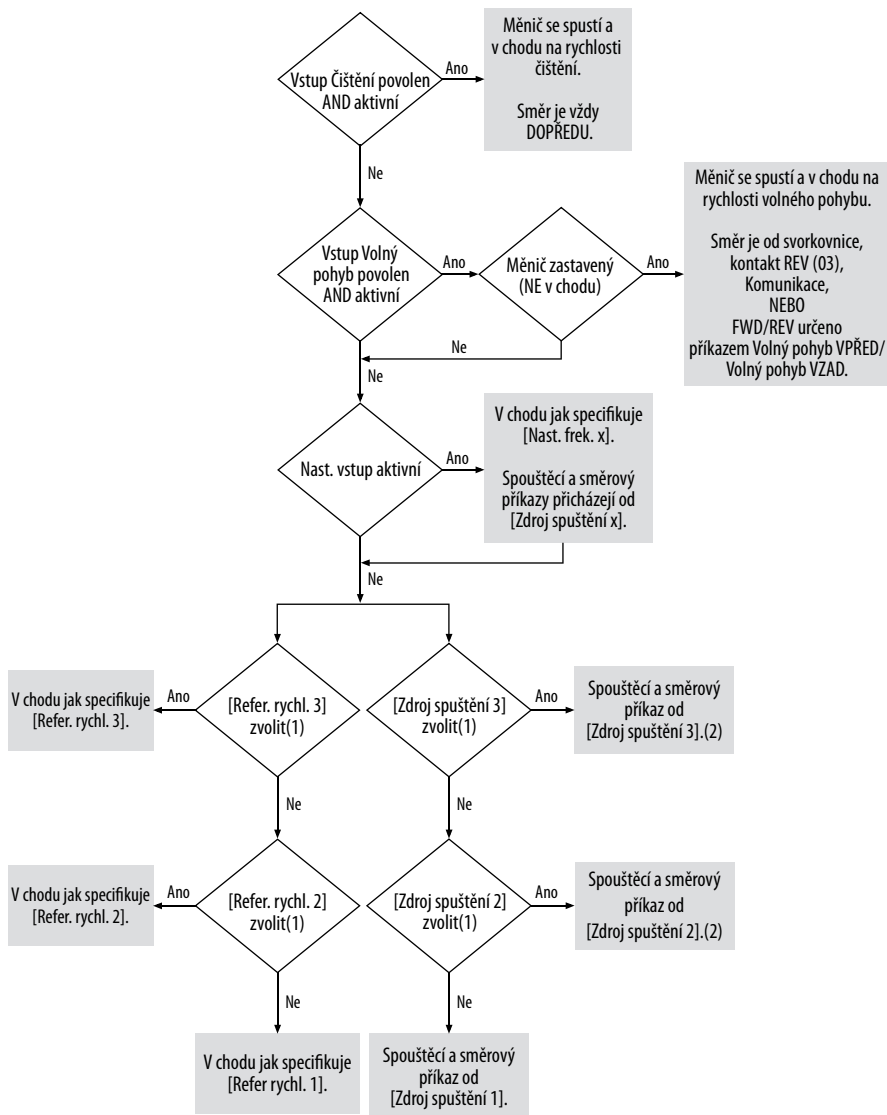 Vstup Čištění povolen
AND aktivní
Ano
Měnič se spustí a
v chodu na rychlosti
čištění.
Směr je vždy
DOPŘEDU.
Ne
Vstup Volný
pohyb povolen
AND aktivní
Ano
Měnič zastavený
(NE v chodu)
Ano
Měnič se spustí a v chodu na
rychlosti volného pohybu.
Směr je od svorkovnice,
kontakt REV (03),
Komunikace,
NEBO
FWD/REV určeno
příkazem Volný pohyb VPŘED/
Volný pohyb VZAD.
Ne
Ne
Nast. vstup aktivní
Ano
V chodu jak specifikuje
[Nast. frek. x].
Spouštěcí a směrový
příkazy přicházejí od
[Zdroj spuštění x].
Ne
V chodu jak specifikuje
[Refer. rychl. 3].
Ano
[Refer. rychl. 3]
zvolit(1)
[Zdroj spuštění 3]
zvolit(1)
Ano
Spouštěcí a směrový
příkaz od
[Zdroj spuštění 3].(2)
Ne
Ne
V chodu jak specifikuje
[Refer. rychl. 2].
Ano
[Refer. rychl. 2]
zvolit(1)
[Zdroj spuštění 2]
zvolit(1)
Ano
Spouštěcí a směrový
příkaz od
[Zdroj spuštění 2].(2)
Ne
Ne
V chodu jak specifikuje
[Refer rychl. 1].
Spouštěcí a směrový
příkaz od
[Zdroj spuštění 1].